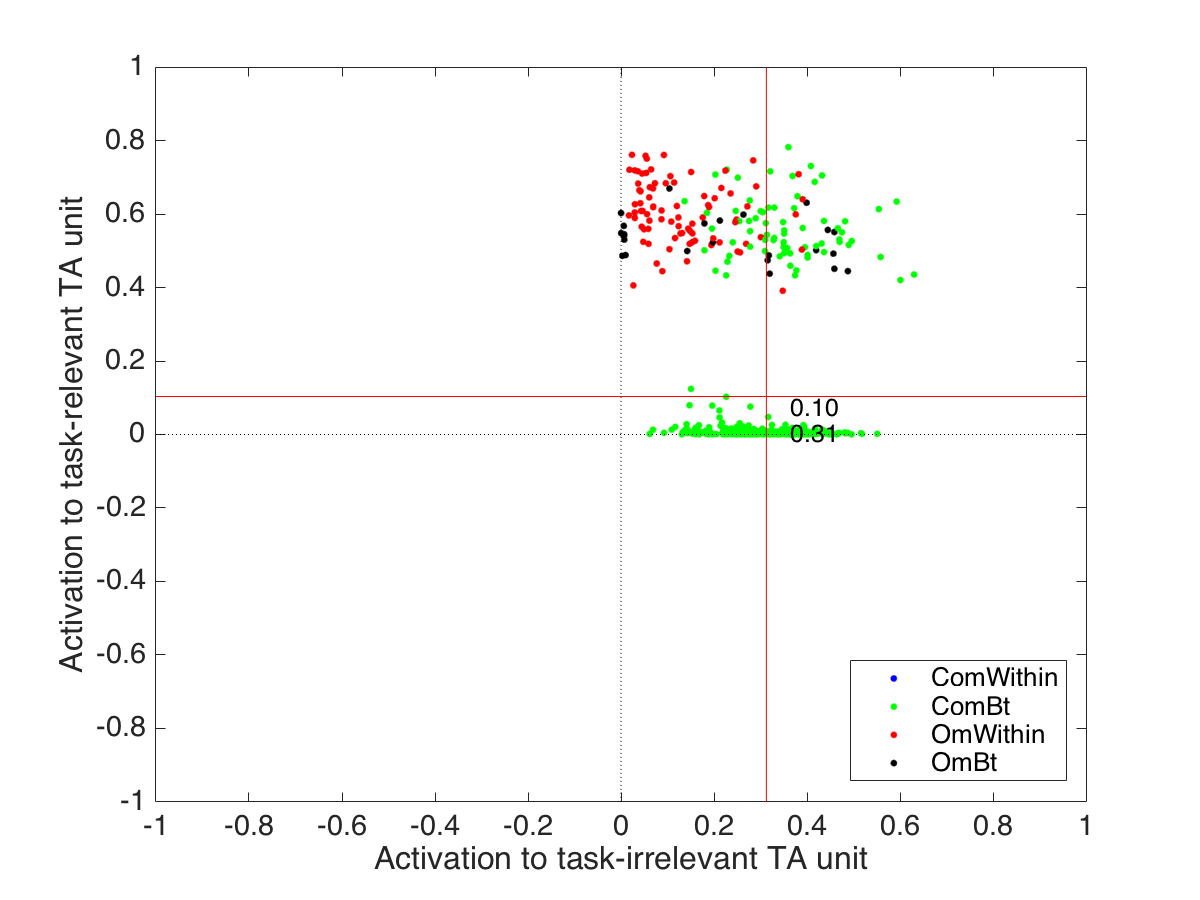 1
0.8
0.6
0.4
0.2
0
-0.2
-0.4
-0.6
-0.8
-1
Activation to task-relevant TA unit
0.10
0.31
ComWithin
ComBt
OmWithin
OmBt
-1 -0.8 -0.6 -0.4 -0.2 0 0.2 0.4 0.6 0.8 1
Activation to task-irrelevant TA unit